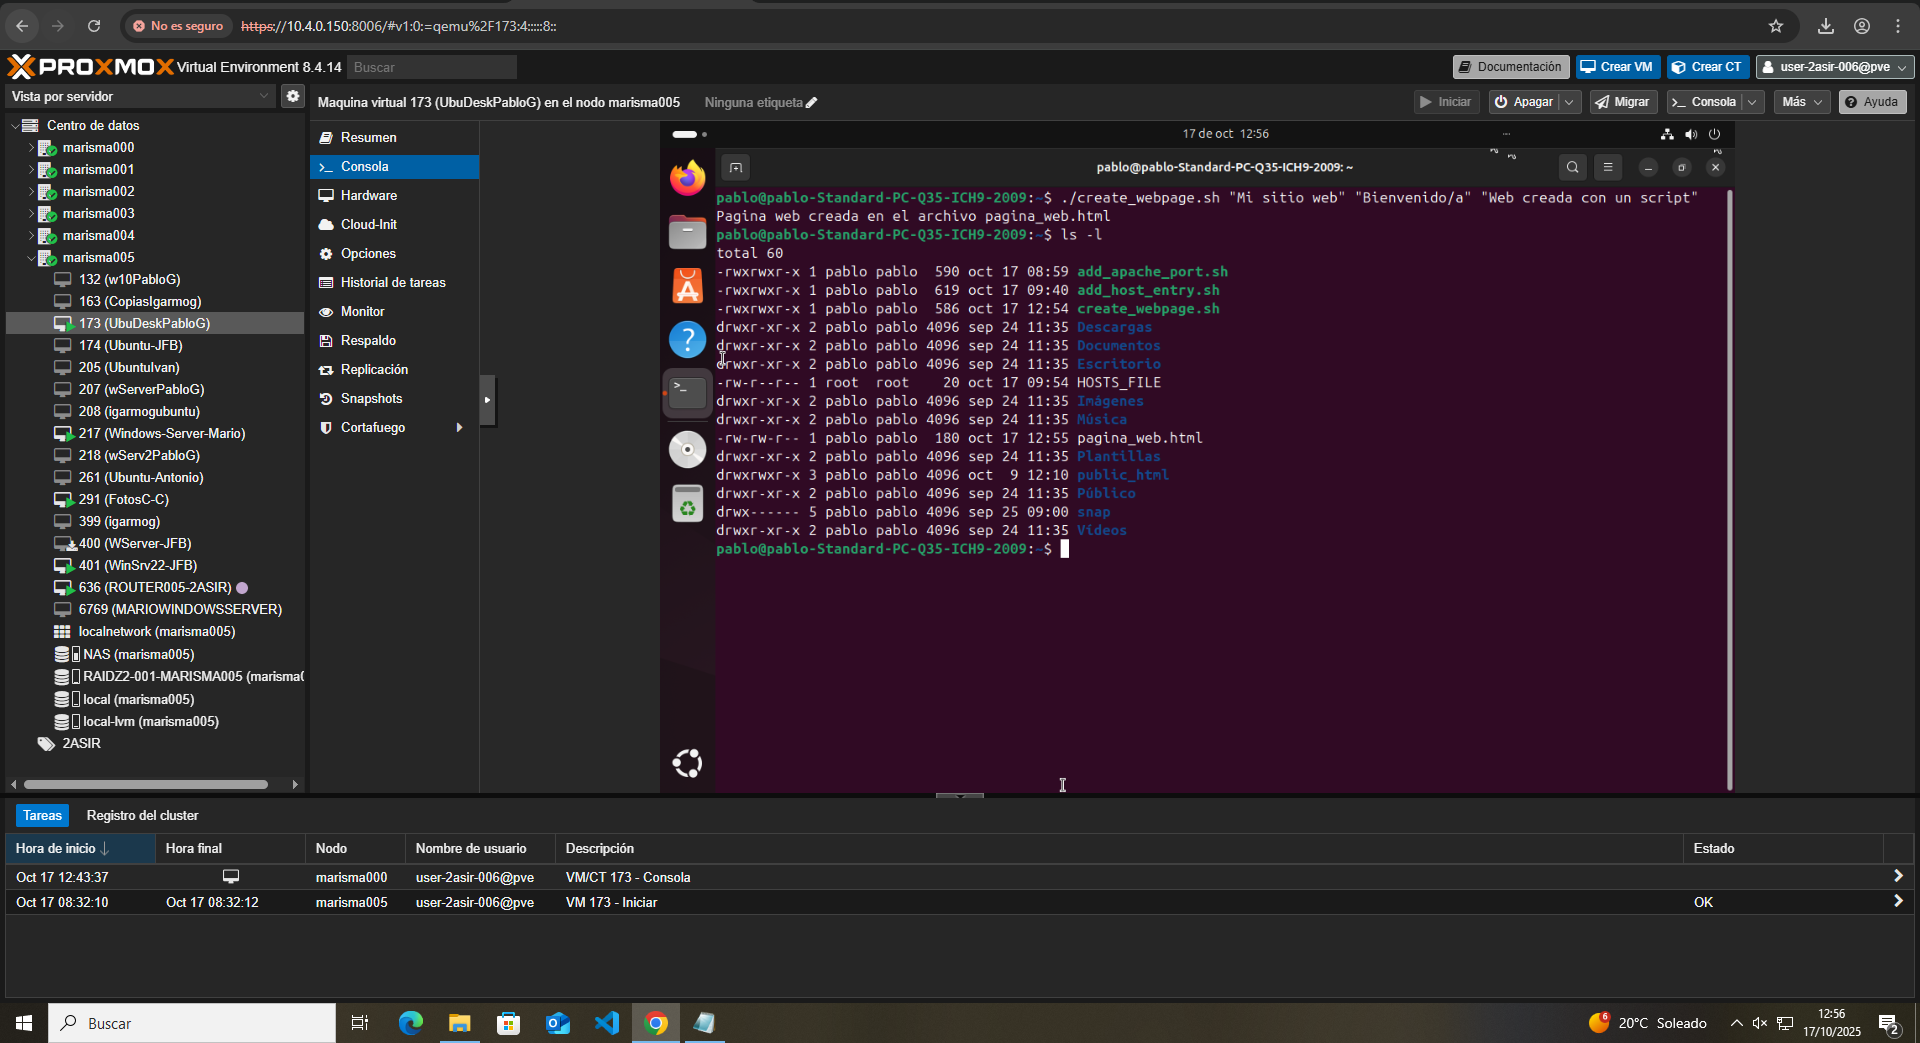 No es seguro
https://10.4.0.150:8006/#v1:0:=qemu%2F173:4:::::8::
PROXMOX Virtual Environment 8.4.14
Buscar
Documentación
Crear VM
Crear CT
user-2asir-006@pve
Vista por servidor
Maquina virtual 173 (UbuDeskPabloG) en el nodo marisma005
Ninguna etiqueta
Iniciar
Apagar
Migrar
>_ Consola
Más
Ayuda
Centro de datos
marisma000
marisma001
marisma002
marisma003
marisma004
marisma005
132 (w10PabloG)
163 (CopiasIgarmog)
173 (UbuDeskPabloG)
174 (Ubuntu-JFB)
205 (UbuntuIvan)
207 (wServerPabloG)
208 (igarmogubuntu)
217 (Windows-Server-Mario)
218 (wServ2PabloG)
261 (Ubuntu-Antonio)
291 (FotosC-C)
399 (igarmog)
400 (WServer-JFB)
401 (WinSrv22-JFB)
636 (ROUTER005-2ASIR)
6769 (MARIOWINDOWSSERVER)
localnetwork (marisma005)
NAS (marisma005)
RAIDZ2-001-MARISMA005 (marisma0
local (marisma005)
local-lvm (marisma005)
2ASIR
Resumen
>_ Consola
Hardware
Cloud-Init
Opciones
Historial de tareas
Monitor
Respaldo
Replicación
Snapshots
Cortafuego
17 de oct 12:56
pablo@pablo-Standard-PC-Q35-ICH9-2009: ~
pablo@pablo-Standard-PC-Q35-ICH9-2009:~$ ./create_webpage.sh "Mi sitio web" "Bienvenido/a" "Web creada con un script"
Pagina web creada en el archivo pagina_web.html
pablo@pablo-Standard-PC-Q35-ICH9-2009:~$ ls -l
total 60
-rwxrwxr-x 1 pablo pablo  590 oct 17 08:59 add_apache_port.sh
-rwxrwxr-x 1 pablo pablo  619 oct 17 09:40 add_host_entry.sh
-rwxrwxr-x 1 pablo pablo  586 oct 17 12:54 create_webpage.sh
drwxr-xr-x 2 pablo pablo 4096 sep 24 11:35 Descargas
drwxr-xr-x 2 pablo pablo 4096 sep 24 11:35 Documentos
drwxr-xr-x 2 pablo pablo 4096 sep 24 11:35 Escritorio
-rw-r--r-- 1 root  root    20 oct 17 09:54 HOSTS_FILE
drwxr-xr-x 2 pablo pablo 4096 sep 24 11:35 Imágenes
drwxr-xr-x 2 pablo pablo 4096 sep 24 11:35 Música
-rw-rw-r-- 1 pablo pablo  180 oct 17 12:55 pagina_web.html
drwxr-xr-x 2 pablo pablo 4096 sep 24 11:35 Plantillas
drwxrwxr-x 3 pablo pablo 4096 oct  9 12:10 public_html
drwxr-xr-x 2 pablo pablo 4096 sep 24 11:35 Público
drwx------ 5 pablo pablo 4096 sep 25 09:00 snap
drwxr-xr-x 2 pablo pablo 4096 sep 24 11:35 Vídeos
pablo@pablo-Standard-PC-Q35-ICH9-2009:~$
Tareas
Registro del cluster
Hora de inicio
Hora final
Nodo
Nombre de usuario
Descripción
Estado
Oct 17 12:43:37 marisma000 user-2asir-006@pve VM/CT 173 - Consola
Oct 17 08:32:10 Oct 17 08:32:12 marisma005 user-2asir-006@pve VM 173 - Iniciar OK
Buscar
6
20°C Soleado
12:56
17/10/2025
2